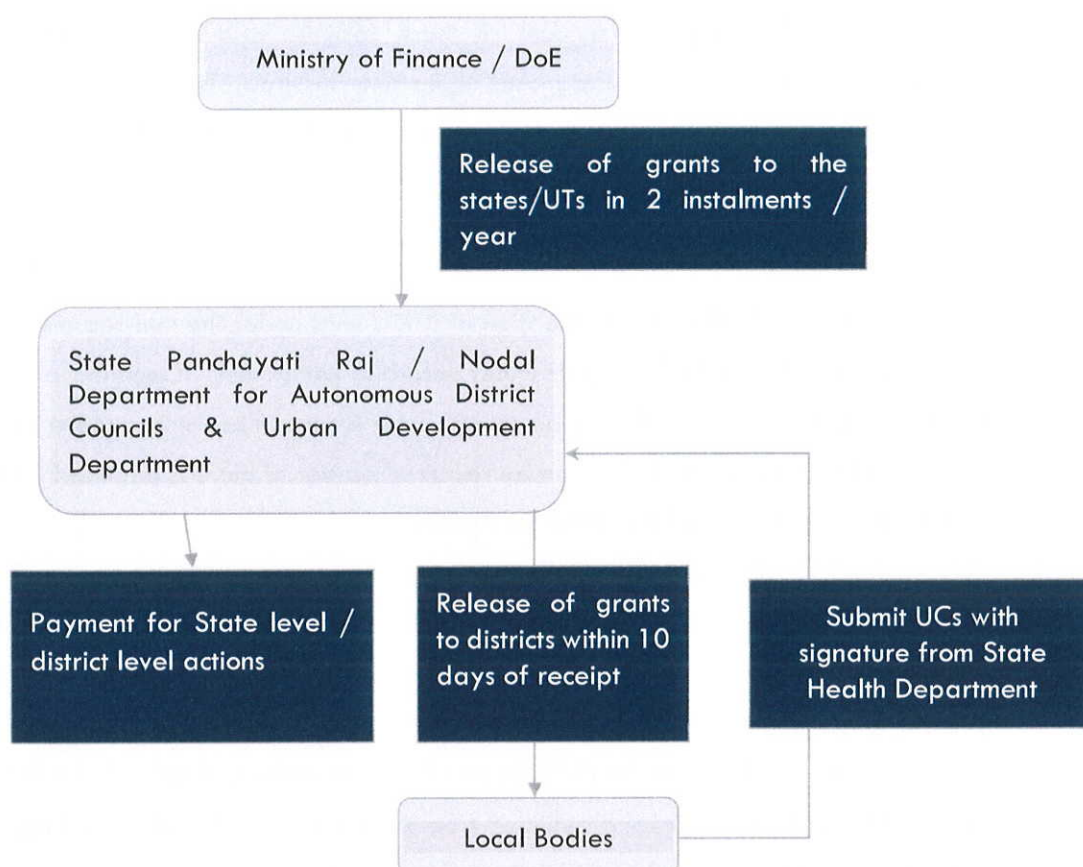 Ministry of Finance / DoE
Release of grants to the
states/UTs in 2 instalments /
year
State Panchayati Raj / Nodal
Department for Autonomous District
Councils & Urban Development
Department
Payment for State level /
district level actions
Release of grants
to districts within 10
days of receipt
Submit UCs with
signature from State
Health Department
Local Bodies